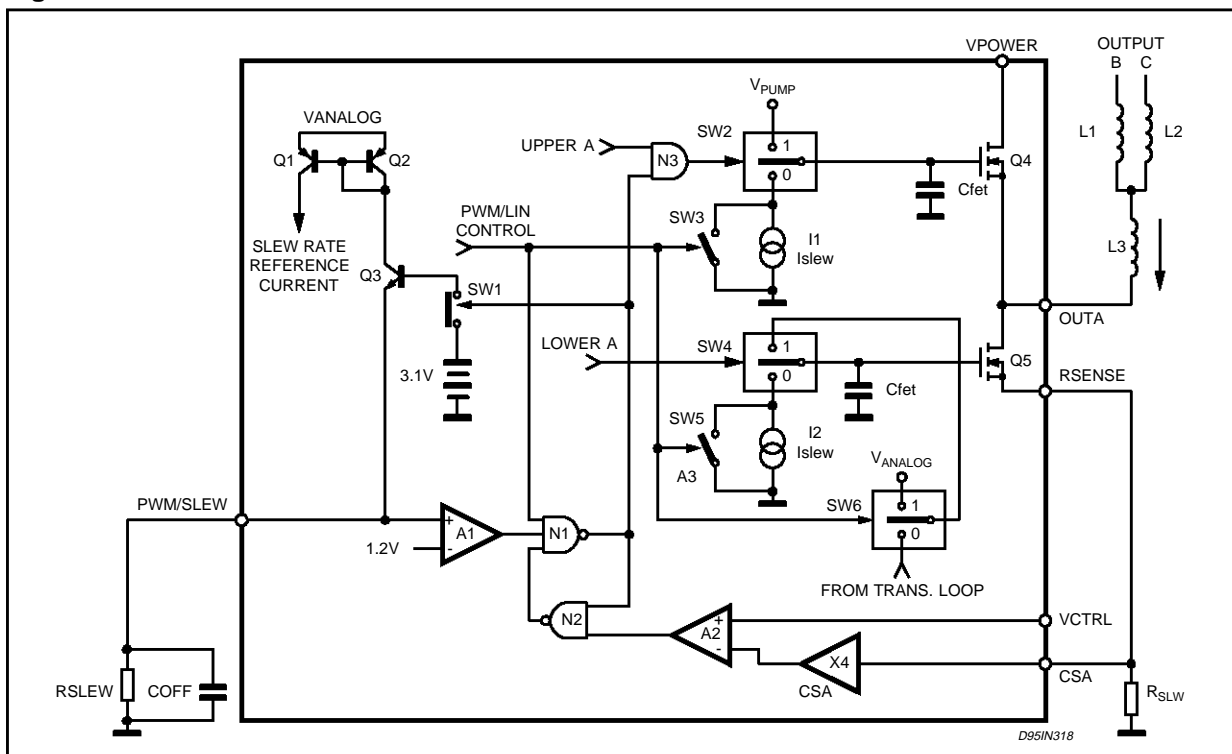 VPOWER
OUTPUT
B C
VPUMP
VANALOG
SW2
UPPER A
1
L1
L2
Q1
Q2
N3
Q4
0
Cfet
PWM/LIN
CONTROL
SW3
SLEW RATE
REFERENCE
CURRENT
I1
Islew
L3
Q3
SW1
OUTA
LOWER A
SW4
1
3.1V
Q5
0
RSENSE
Cfet
SW5
I2
Islew
A3
VANALOG
PWM/SLEW
SW6
1
A1
+
-
1.2V
N1
0
FROM TRANS. LOOP
N2
A2
+
-
VCTRL
X4
CSA
CSA
RSLEW
COFF
RSLW
D95IN318